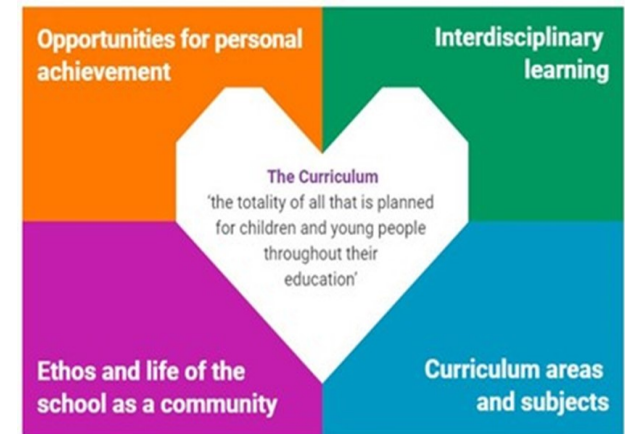 Opportunities for personal
achievement
Interdisciplinary
learning
The Curriculum
‘the totality of all that is planned
for children and young people
throughout their
education’
Ethos and life of the
school as a community
Curriculum areas
and subjects